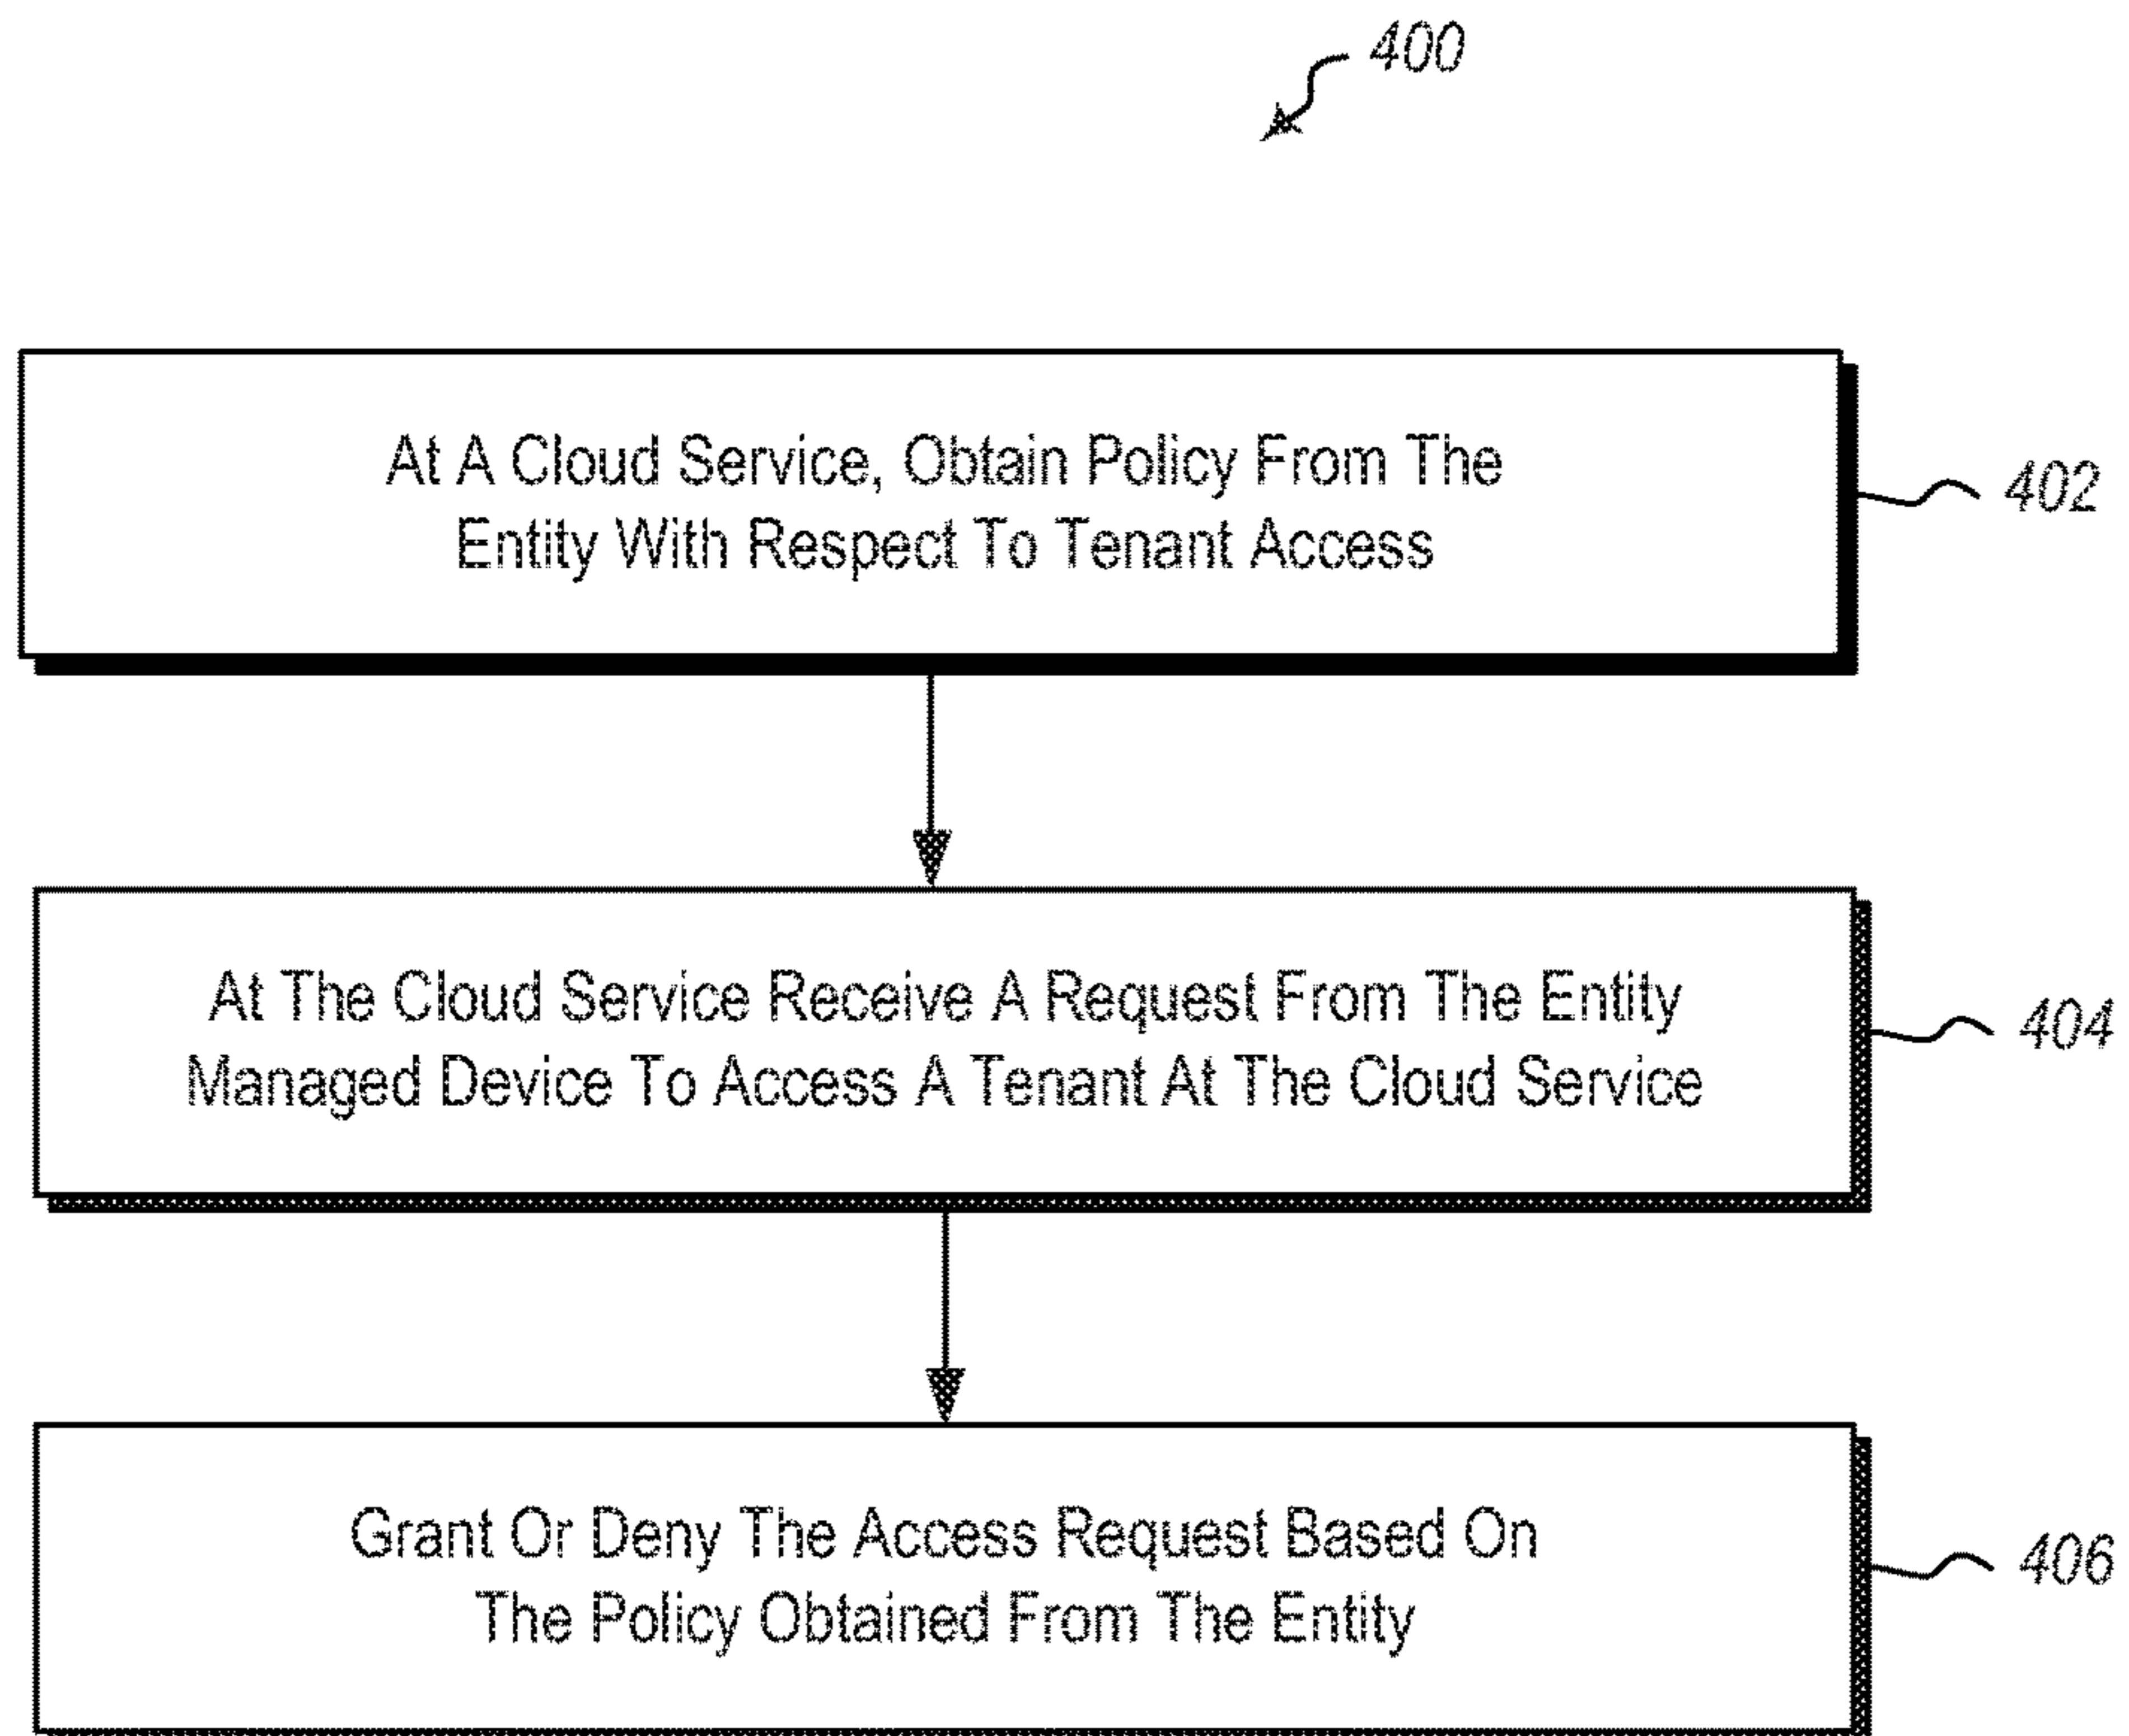 400
At A Cloud Service, Obtain Policy From The
Entity With Respect To Tenant Access
402
At The Cloud Service Receive A Request From The Entity
Managed Device To Access A Tenant At The Cloud Service
404
Grant Or Deny The Access Request Based On
The Policy Obtained From The Entity
406